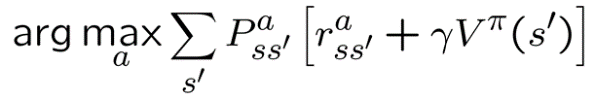 arg max_a ∑_{s′} P^a_{ss′} [ r^a_{ss′} + γV^π(s′) ]